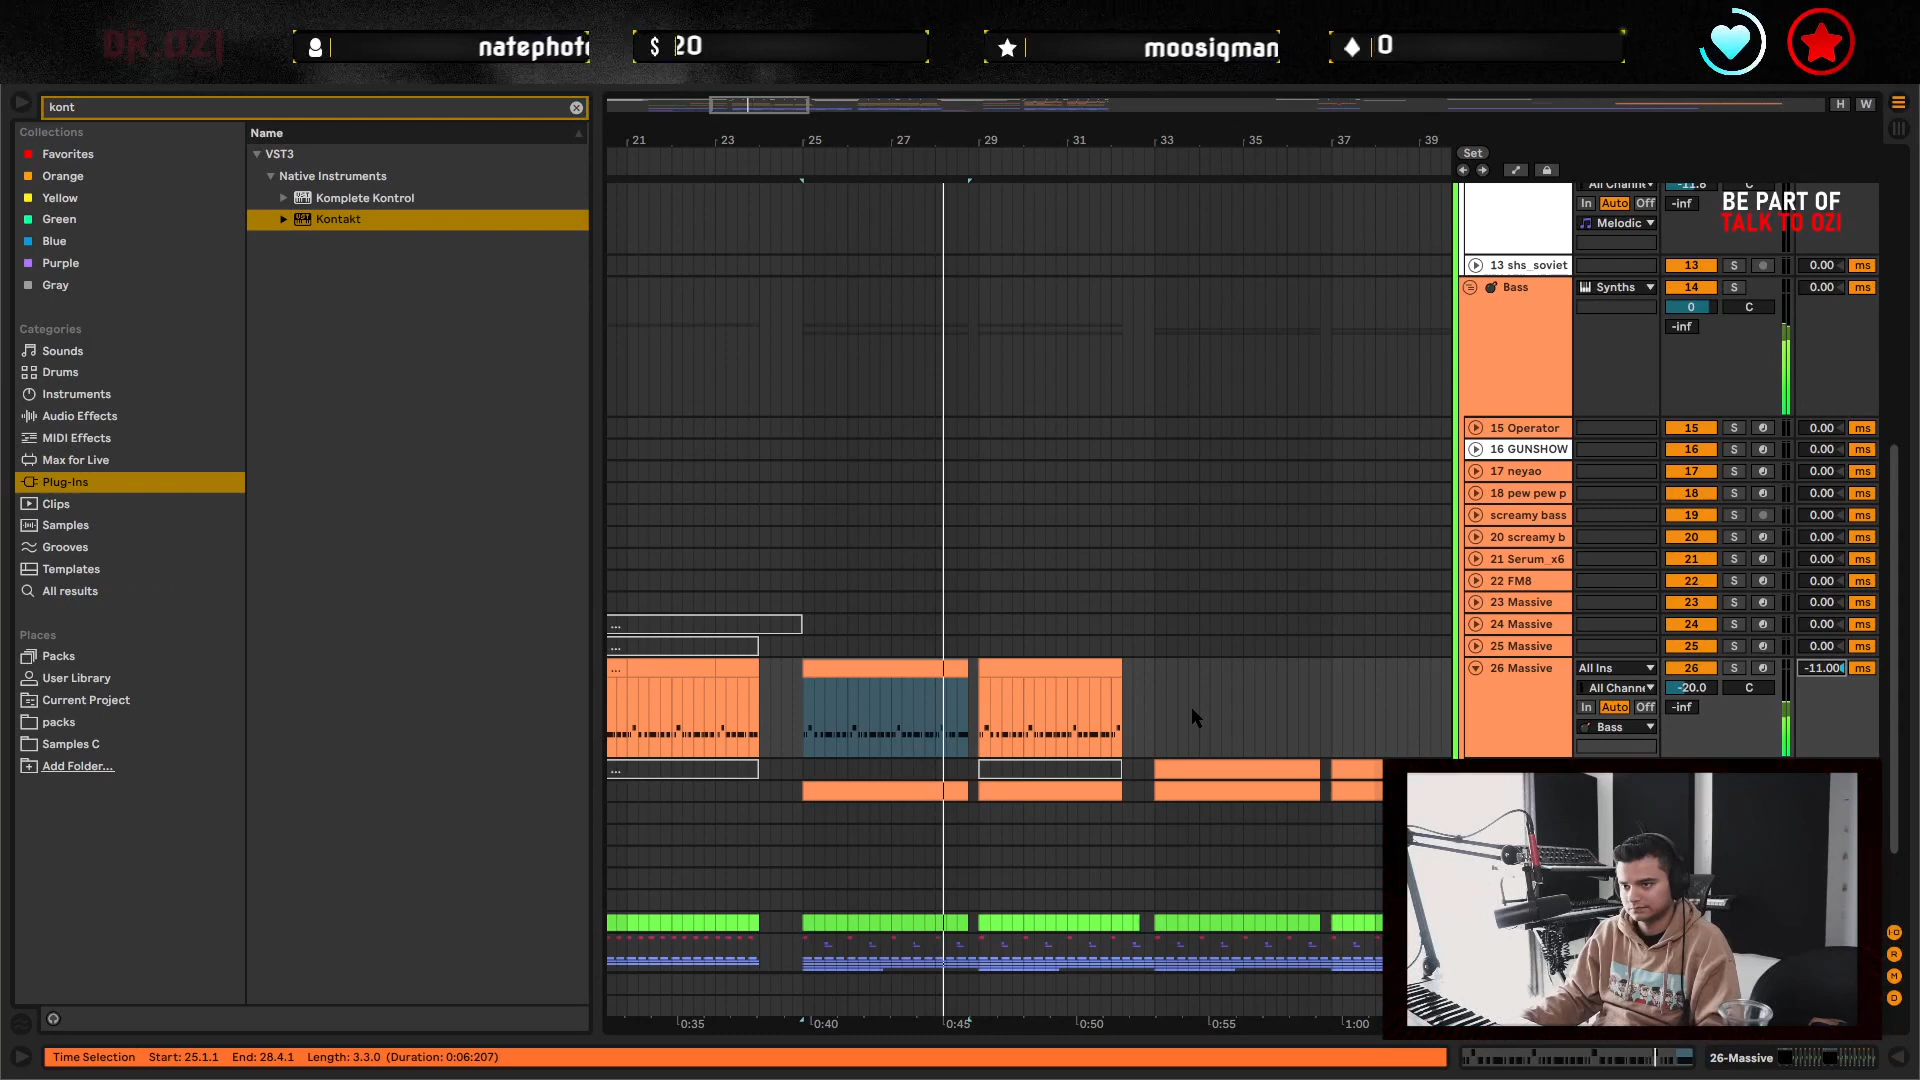 DR.OZI
natephot
$ 20
moosiqman
0
kont
H W
Collections
Name
Favorites
VST3
Orange
Native Instruments
Yellow
Komplete Kontrol
Green
Kontakt
Blue
Purple
Gray
Categories
Sounds
Drums
Instruments
Audio Effects
MIDI Effects
Max for Live
Plug-Ins
Clips
Samples
Grooves
Templates
All results
Places
Packs
User Library
Current Project
packs
Samples C
Add Folder...
21 23 25 27 29 31 33 35 37 39
Set
All Channe -11.8 C
In Auto Off -inf
Melodic
BE PART OF
TALK TO OZI
13 shs_soviet 13 S 0.00 ms
Bass Synths 14 S 0.00 ms
0 C
-inf
15 Operator 15 S 0.00 ms
16 GUNSHOW 16 S 0.00 ms
17 neyao 17 S 0.00 ms
18 pew pew p 18 S 0.00 ms
screamy bass 19 S 0.00 ms
20 screamy b 20 S 0.00 ms
21 Serum_x6 21 S 0.00 ms
22 FM8 22 S 0.00 ms
23 Massive 23 S 0.00 ms
... 24 Massive 24 S 0.00 ms
... 25 Massive 25 S 0.00 ms
... 26 Massive All Ins 26 S -11.00 ms
All Channe -20.0 C
In Auto Off -inf
Bass
...
I·O
R
M
D
0:35 0:40 0:45 0:50 0:55 1:00
Time Selection Start: 25.1.1 End: 28.4.1 Length: 3.3.0 (Duration: 0:06:207)
26-Massive